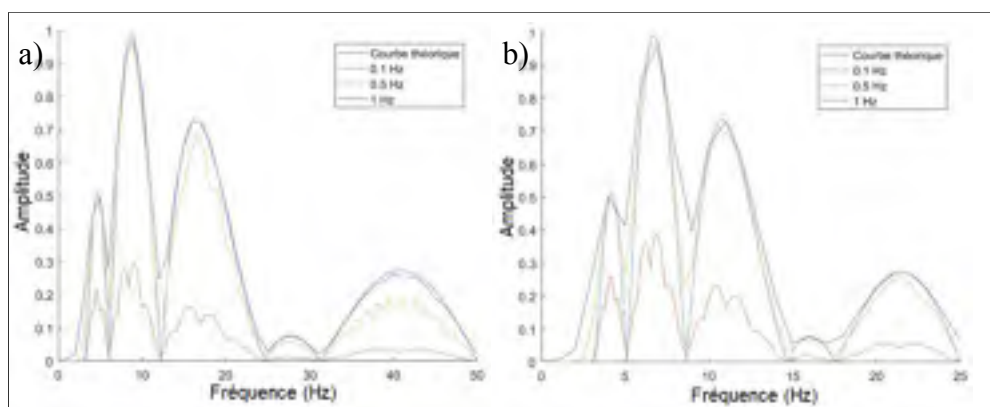 a)
Amplitude
1
0.9
0.8
0.7
0.6
0.5
0.4
0.3
0.2
0.1
0
Courbe théorique
0.1 Hz
0.5 Hz
1 Hz
0 10 20 30 40 50
Fréquence (Hz)
b)
Amplitude
1
0.9
0.8
0.7
0.6
0.5
0.4
0.3
0.2
0.1
0
Courbe théorique
0.1 Hz
0.5 Hz
1 Hz
0 5 10 15 20 25
Fréquence (Hz)